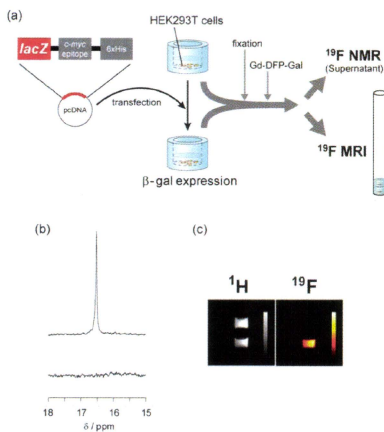 (a)
HEK293T cells
lacZ
c-myc
epitope
6xHis
pcDNA
transfection
β-gal expression
fixation
Gd-DFP-Gal
19F NMR
(Supernatant)
19F MRI
(b)
18 17 16 15
δ / ppm
(c)
1H 19F